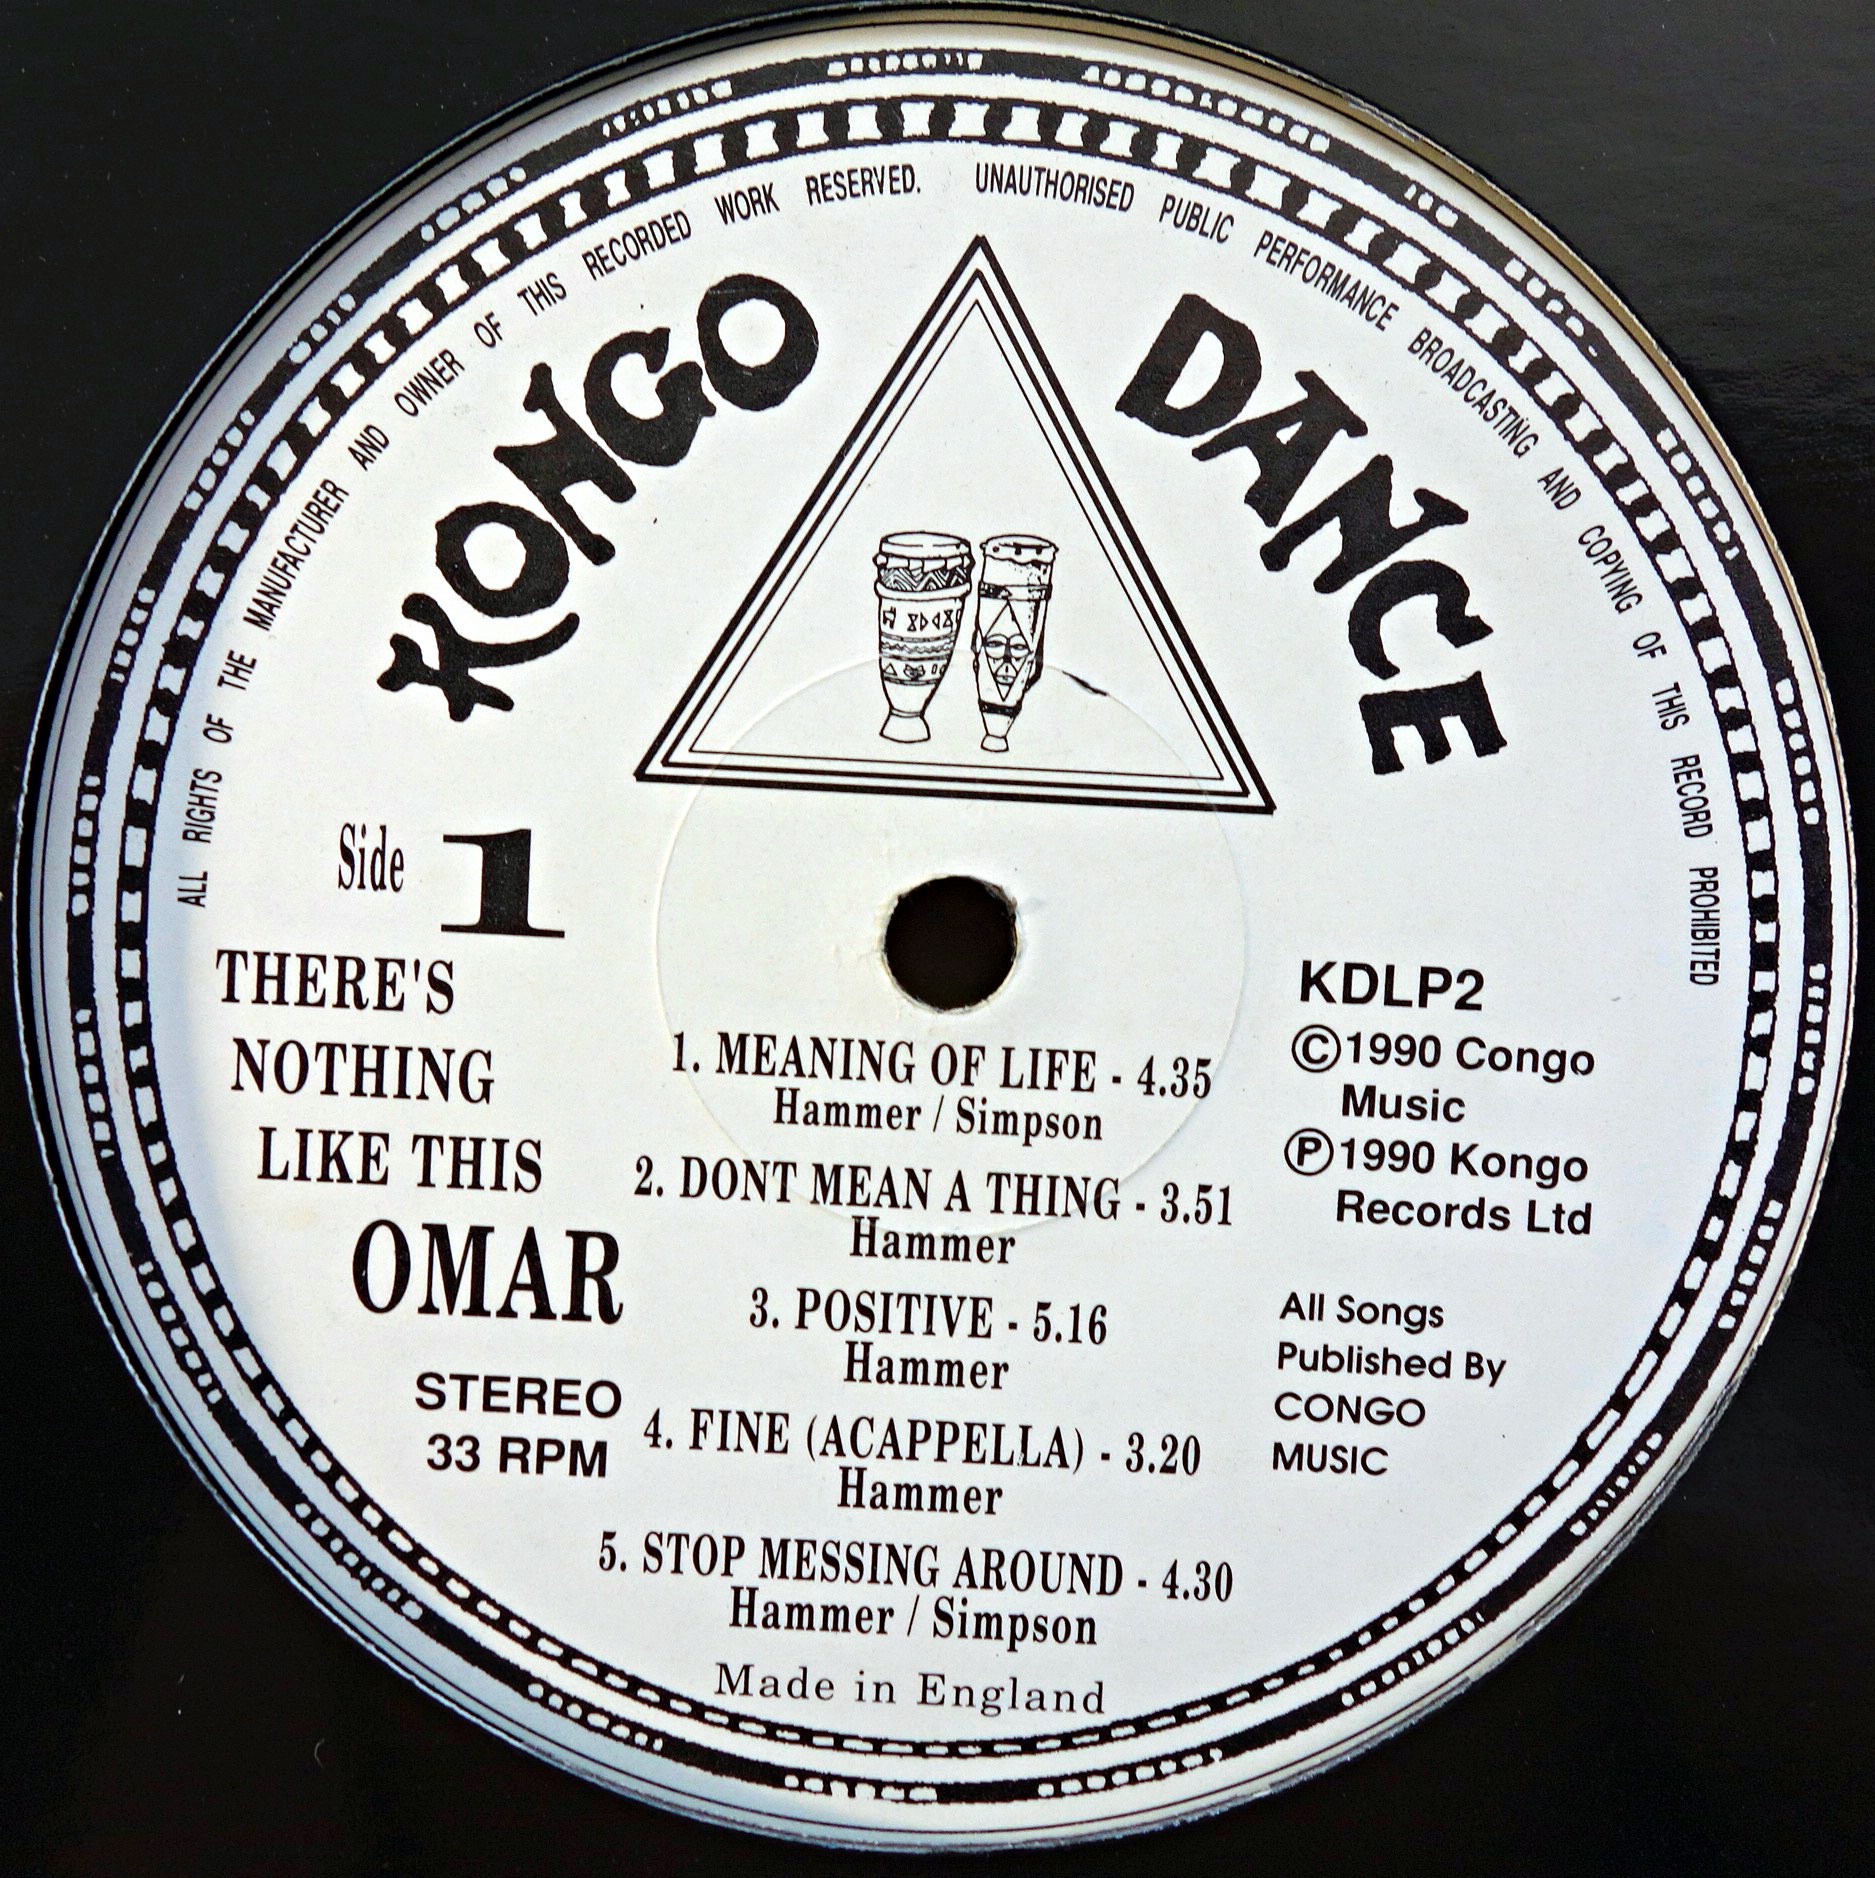 ALL RIGHTS OF THE MANUFACTURER AND OWNER OF THIS RECORDED WORK RESERVED. UNAUTHORISED PUBLIC PERFORMANCE BROADCASTING AND COPYING OF THIS RECORD PROHIBITED
KONGO DANCE
Side 1
THERE'S
NOTHING
LIKE THIS
OMAR
STEREO
33 RPM
1. MEANING OF LIFE - 4.35
Hammer / Simpson
2. DONT MEAN A THING - 3.51
Hammer
3. POSITIVE - 5.16
Hammer
4. FINE (ACAPPELLA) - 3.20
Hammer
5. STOP MESSING AROUND - 4.30
Hammer / Simpson
Made in England
KDLP2
©1990 Congo
Music
℗1990 Kongo
Records Ltd
All Songs
Published By
CONGO
MUSIC